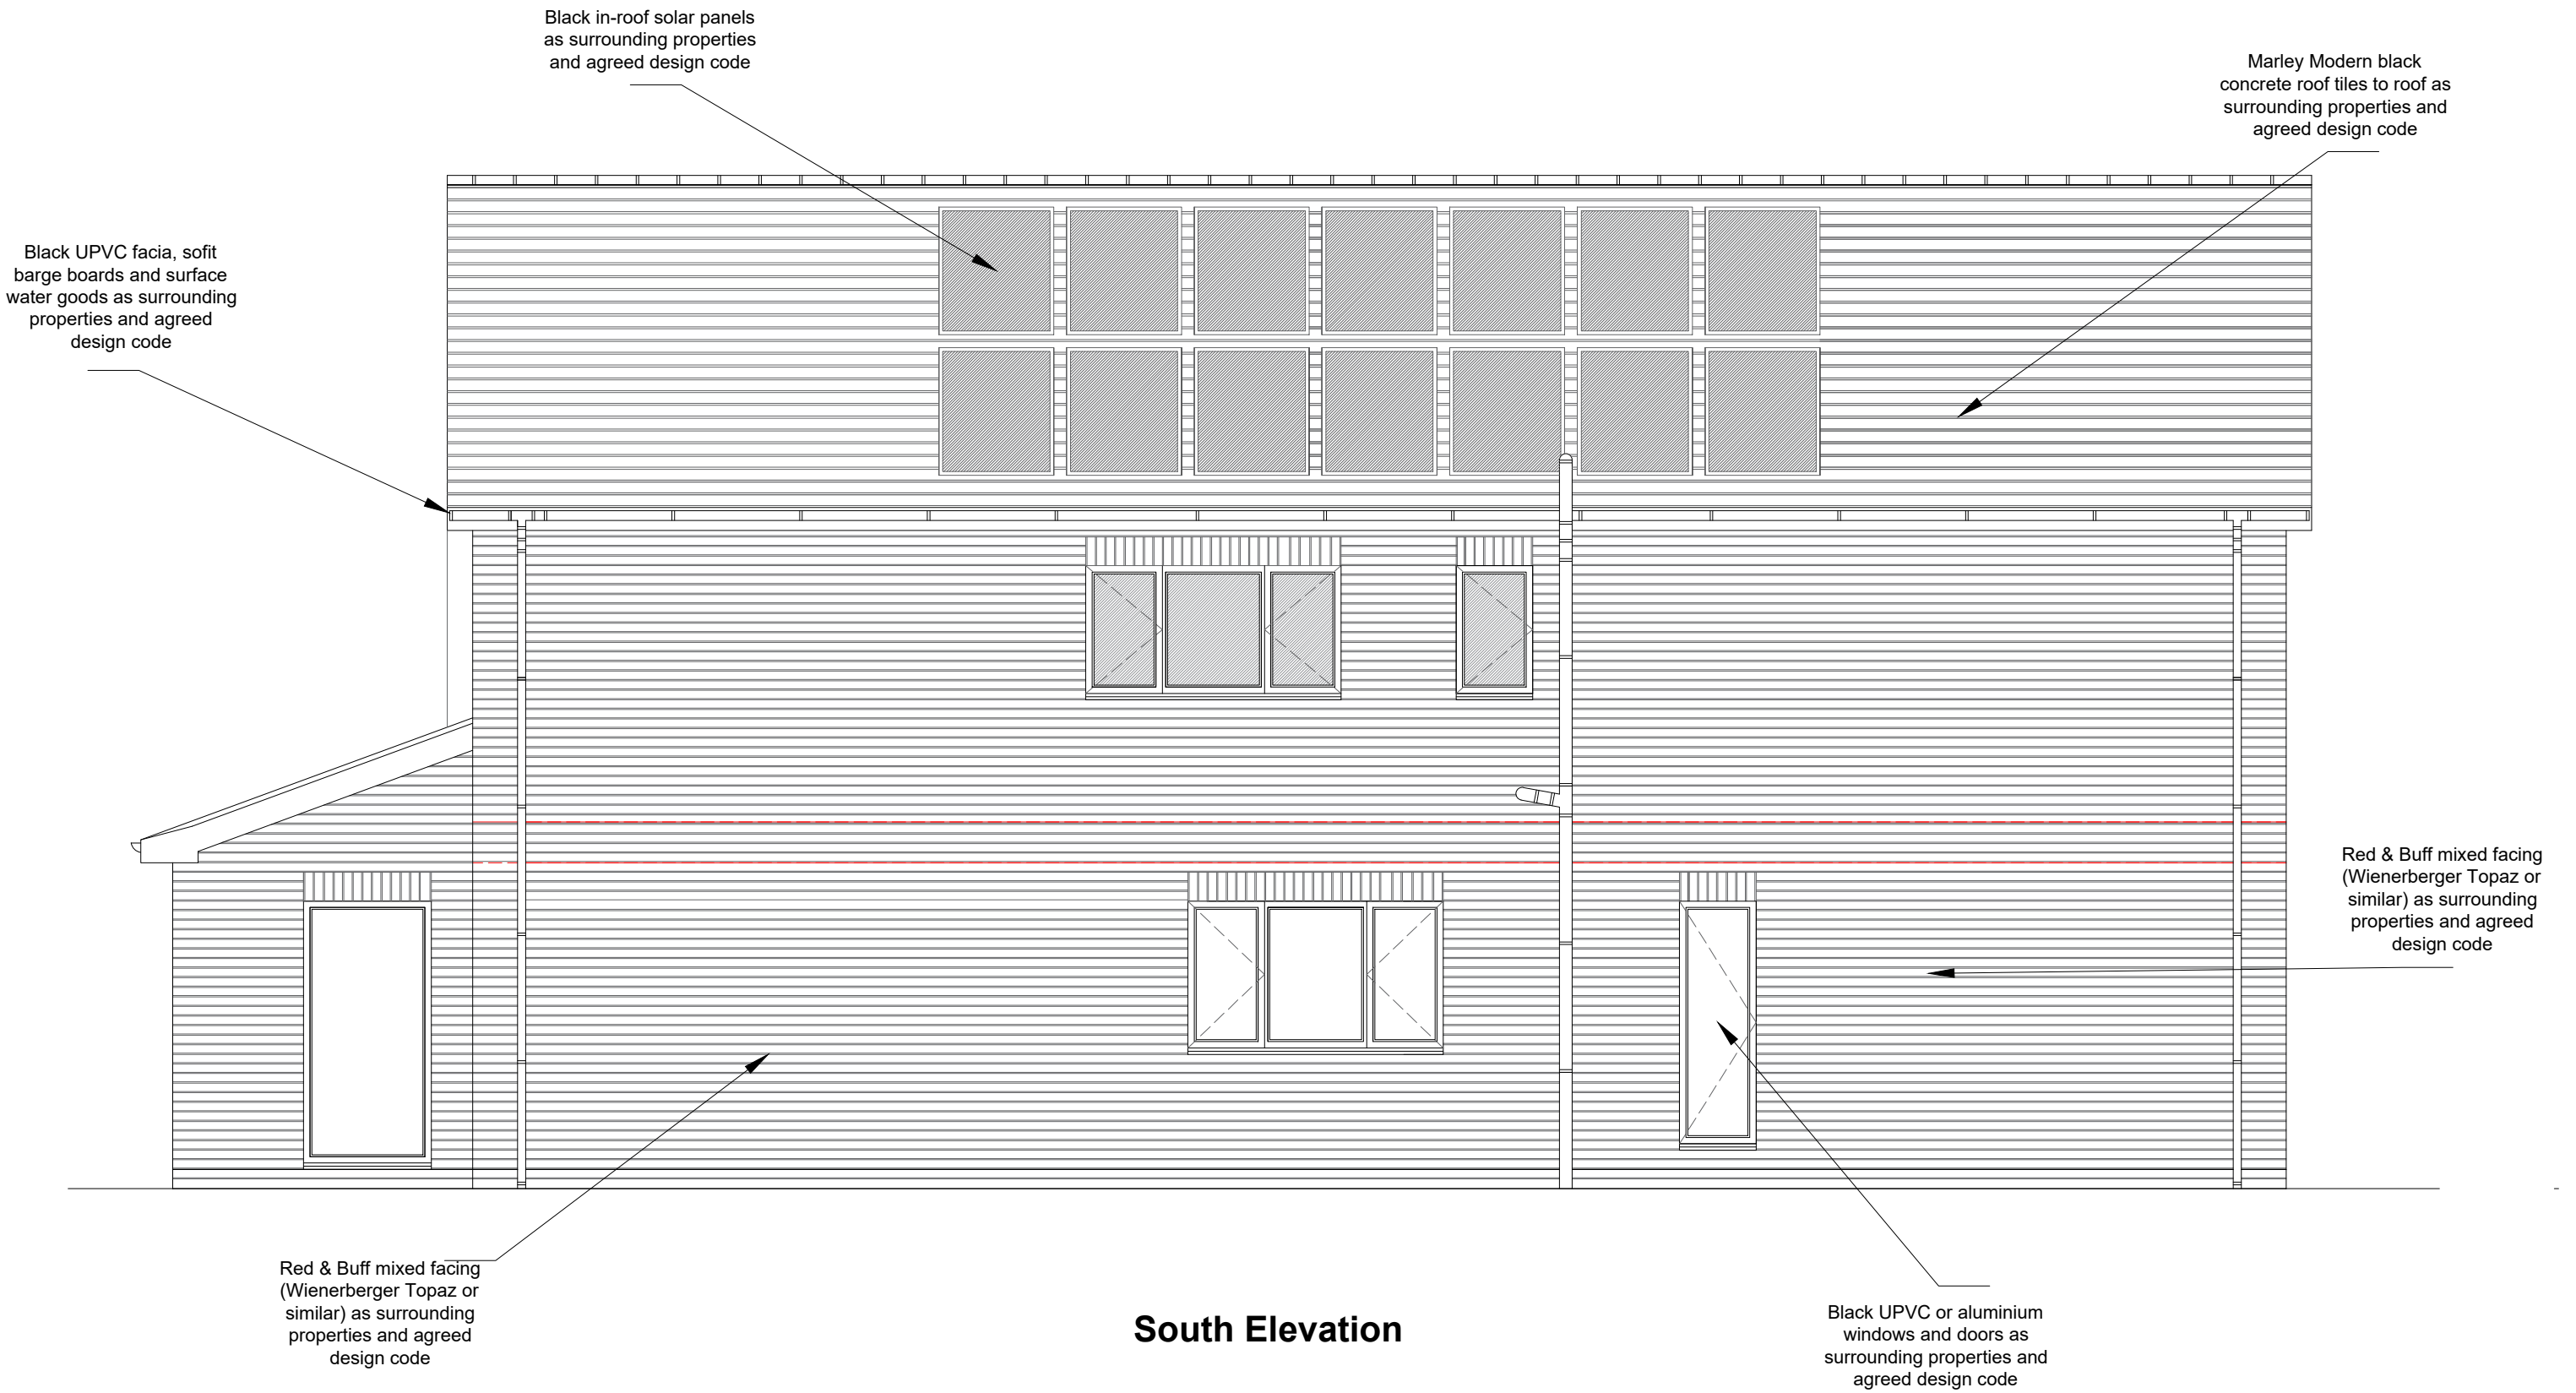 Black in-roof solar panels
as surrounding properties
and agreed design code
Marley Modern black
concrete roof tiles to roof as
surrounding properties and
agreed design code
Black UPVC facia, sofit
barge boards and surface
water goods as surrounding
properties and agreed
design code
Red & Buff mixed facing
(Wienerberger Topaz or
similar) as surrounding
properties and agreed
design code
Red & Buff mixed facing
(Wienerberger Topaz or
similar) as surrounding
properties and agreed
design code
South Elevation
Black UPVC or aluminium
windows and doors as
surrounding properties and
agreed design code